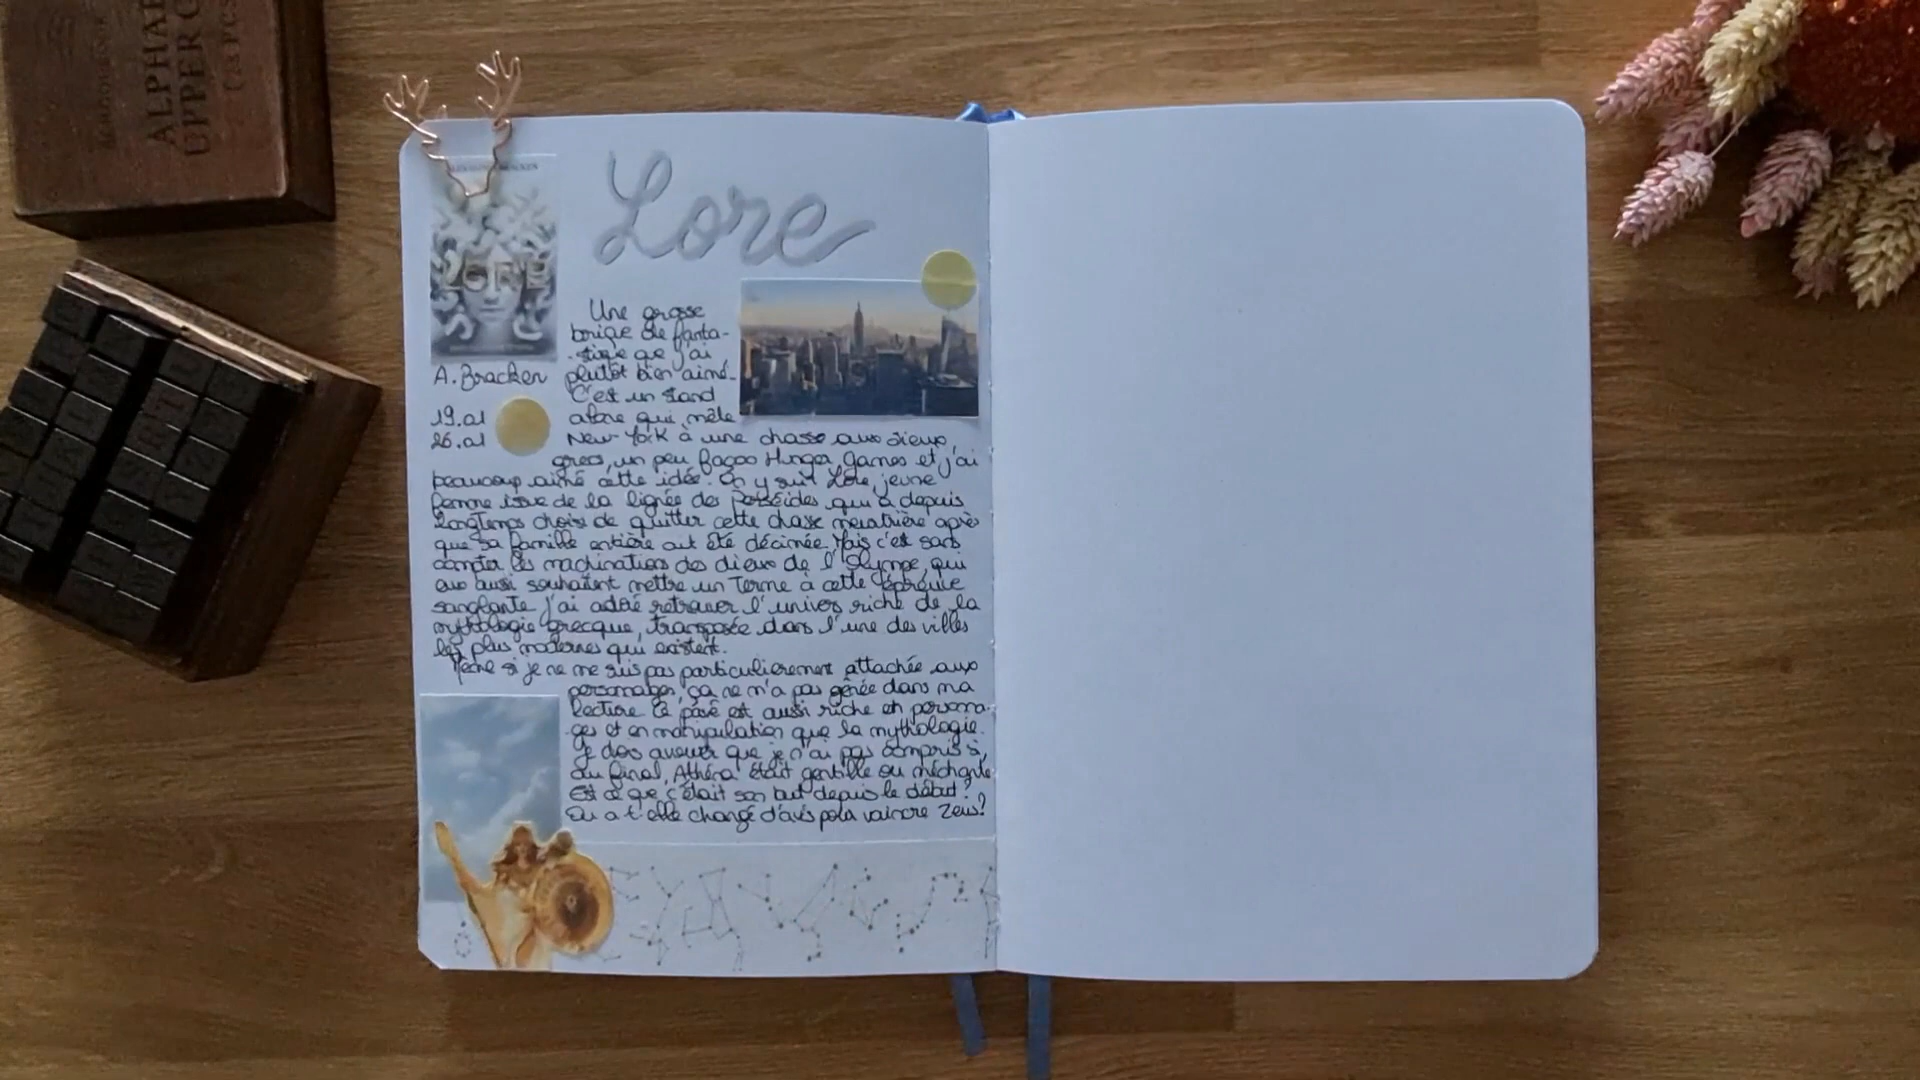 ALPHA
UPPER C
Lore
LORE
A. Bracken
19.01
26.01
Une grosse
brique de fanta-
-stique que j'ai
plutôt bien aimé.
C'est un stand
alone qui mêle
New-York à une chasse aux dieux
grecs, un peu façon Hunger Games et j'ai
beaucoup aimé cette idée. On y suit Lore, jeune
femme issue de la lignée des Perséides, qui a depuis
longtemps choisi de quitter cette chasse meurtrière après
que sa famille entière ait été décimée. Mais c'est sans
compter les machinations des dieux de l'Olympe, qui
eux aussi souhaitent mettre un terme à cette épreuve
sanglante. J'ai adoré retrouver l'univers riche de la
mythologie grecque, transposée dans l'une des villes
les plus modernes qui existent.
Même si je ne me suis pas particulièrement attachée aux
personnages, ça ne m'a pas gênée dans ma
lecture. Ce pavé est aussi riche en personna-
-ges et en manipulation que la mythologie.
Je dois avouer que je n'ai pas compris si,
au final, Athéna était gentille ou méchante.
Est ce que c'était son but depuis le début?
Ou a t'elle changé d'avis pour vaincre Zeus?